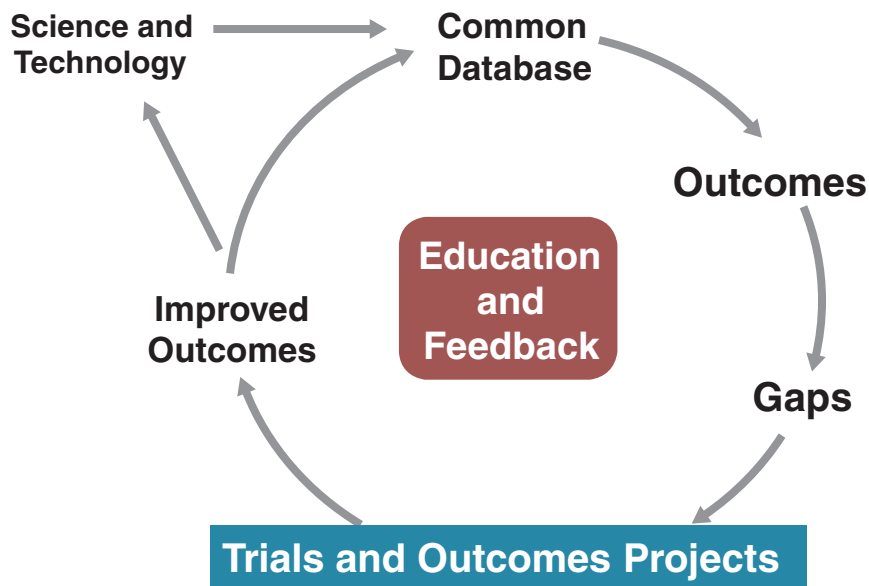 Science and
Technology
Common
Database
Outcomes
Education
and
Feedback
Improved
Outcomes
Gaps
Trials and Outcomes Projects